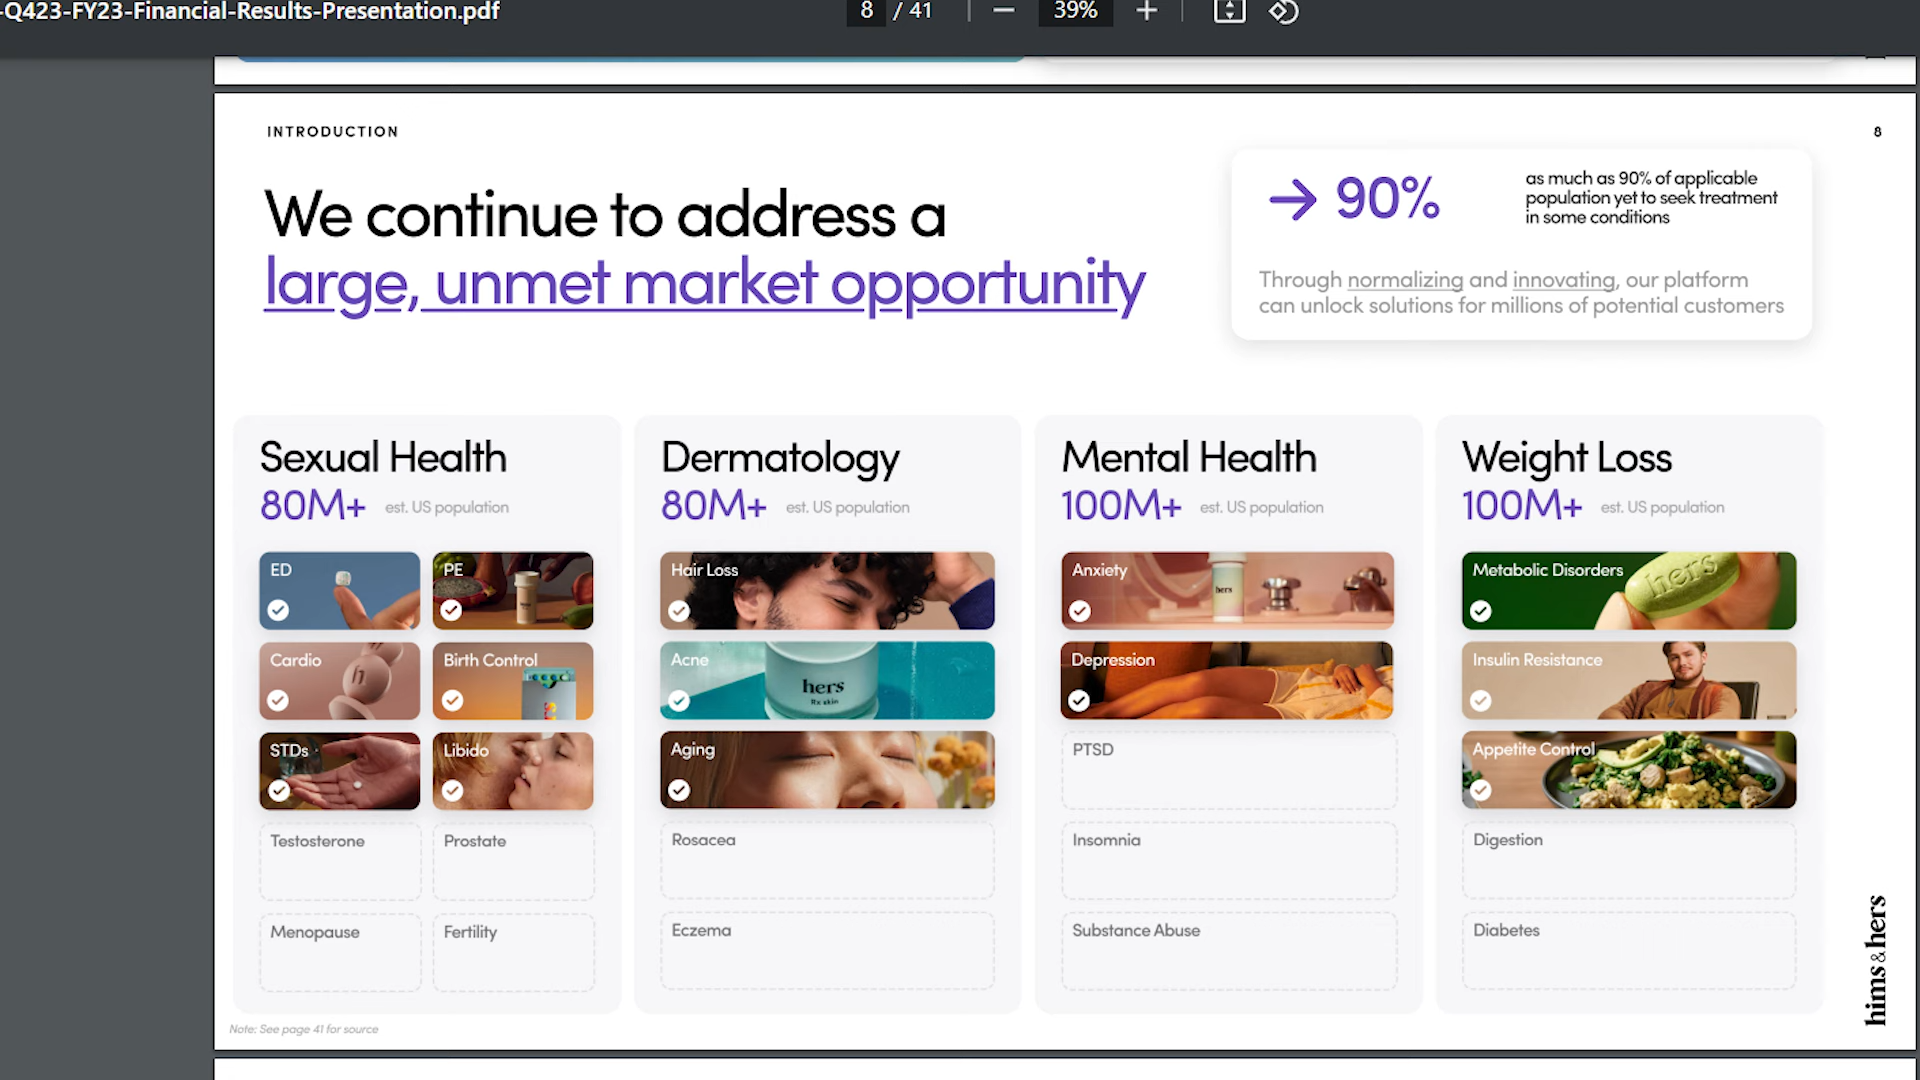 -Q423-FY23-Financial-Results-Presentation.pdf
8 / 41
39%
INTRODUCTION
8
We continue to address a
large, unmet market opportunity
→ 90%
as much as 90% of applicable
population yet to seek treatment
in some conditions
Through normalizing and innovating, our platform
can unlock solutions for millions of potential customers
Sexual Health
80M+ est. US population
ED
PE
Cardio
h
Birth Control
STDs
Libido
Testosterone
Prostate
Menopause
Fertility
Dermatology
80M+ est. US population
Hair Loss
Acne
hers
Rx skin
Aging
Rosacea
Eczema
Mental Health
100M+ est. US population
Anxiety
hers
Depression
PTSD
Insomnia
Substance Abuse
Weight Loss
100M+ est. US population
Metabolic Disorders
hers
Insulin Resistance
Appetite Control
Digestion
Diabetes
Note: See page 41 for source
hims&hers